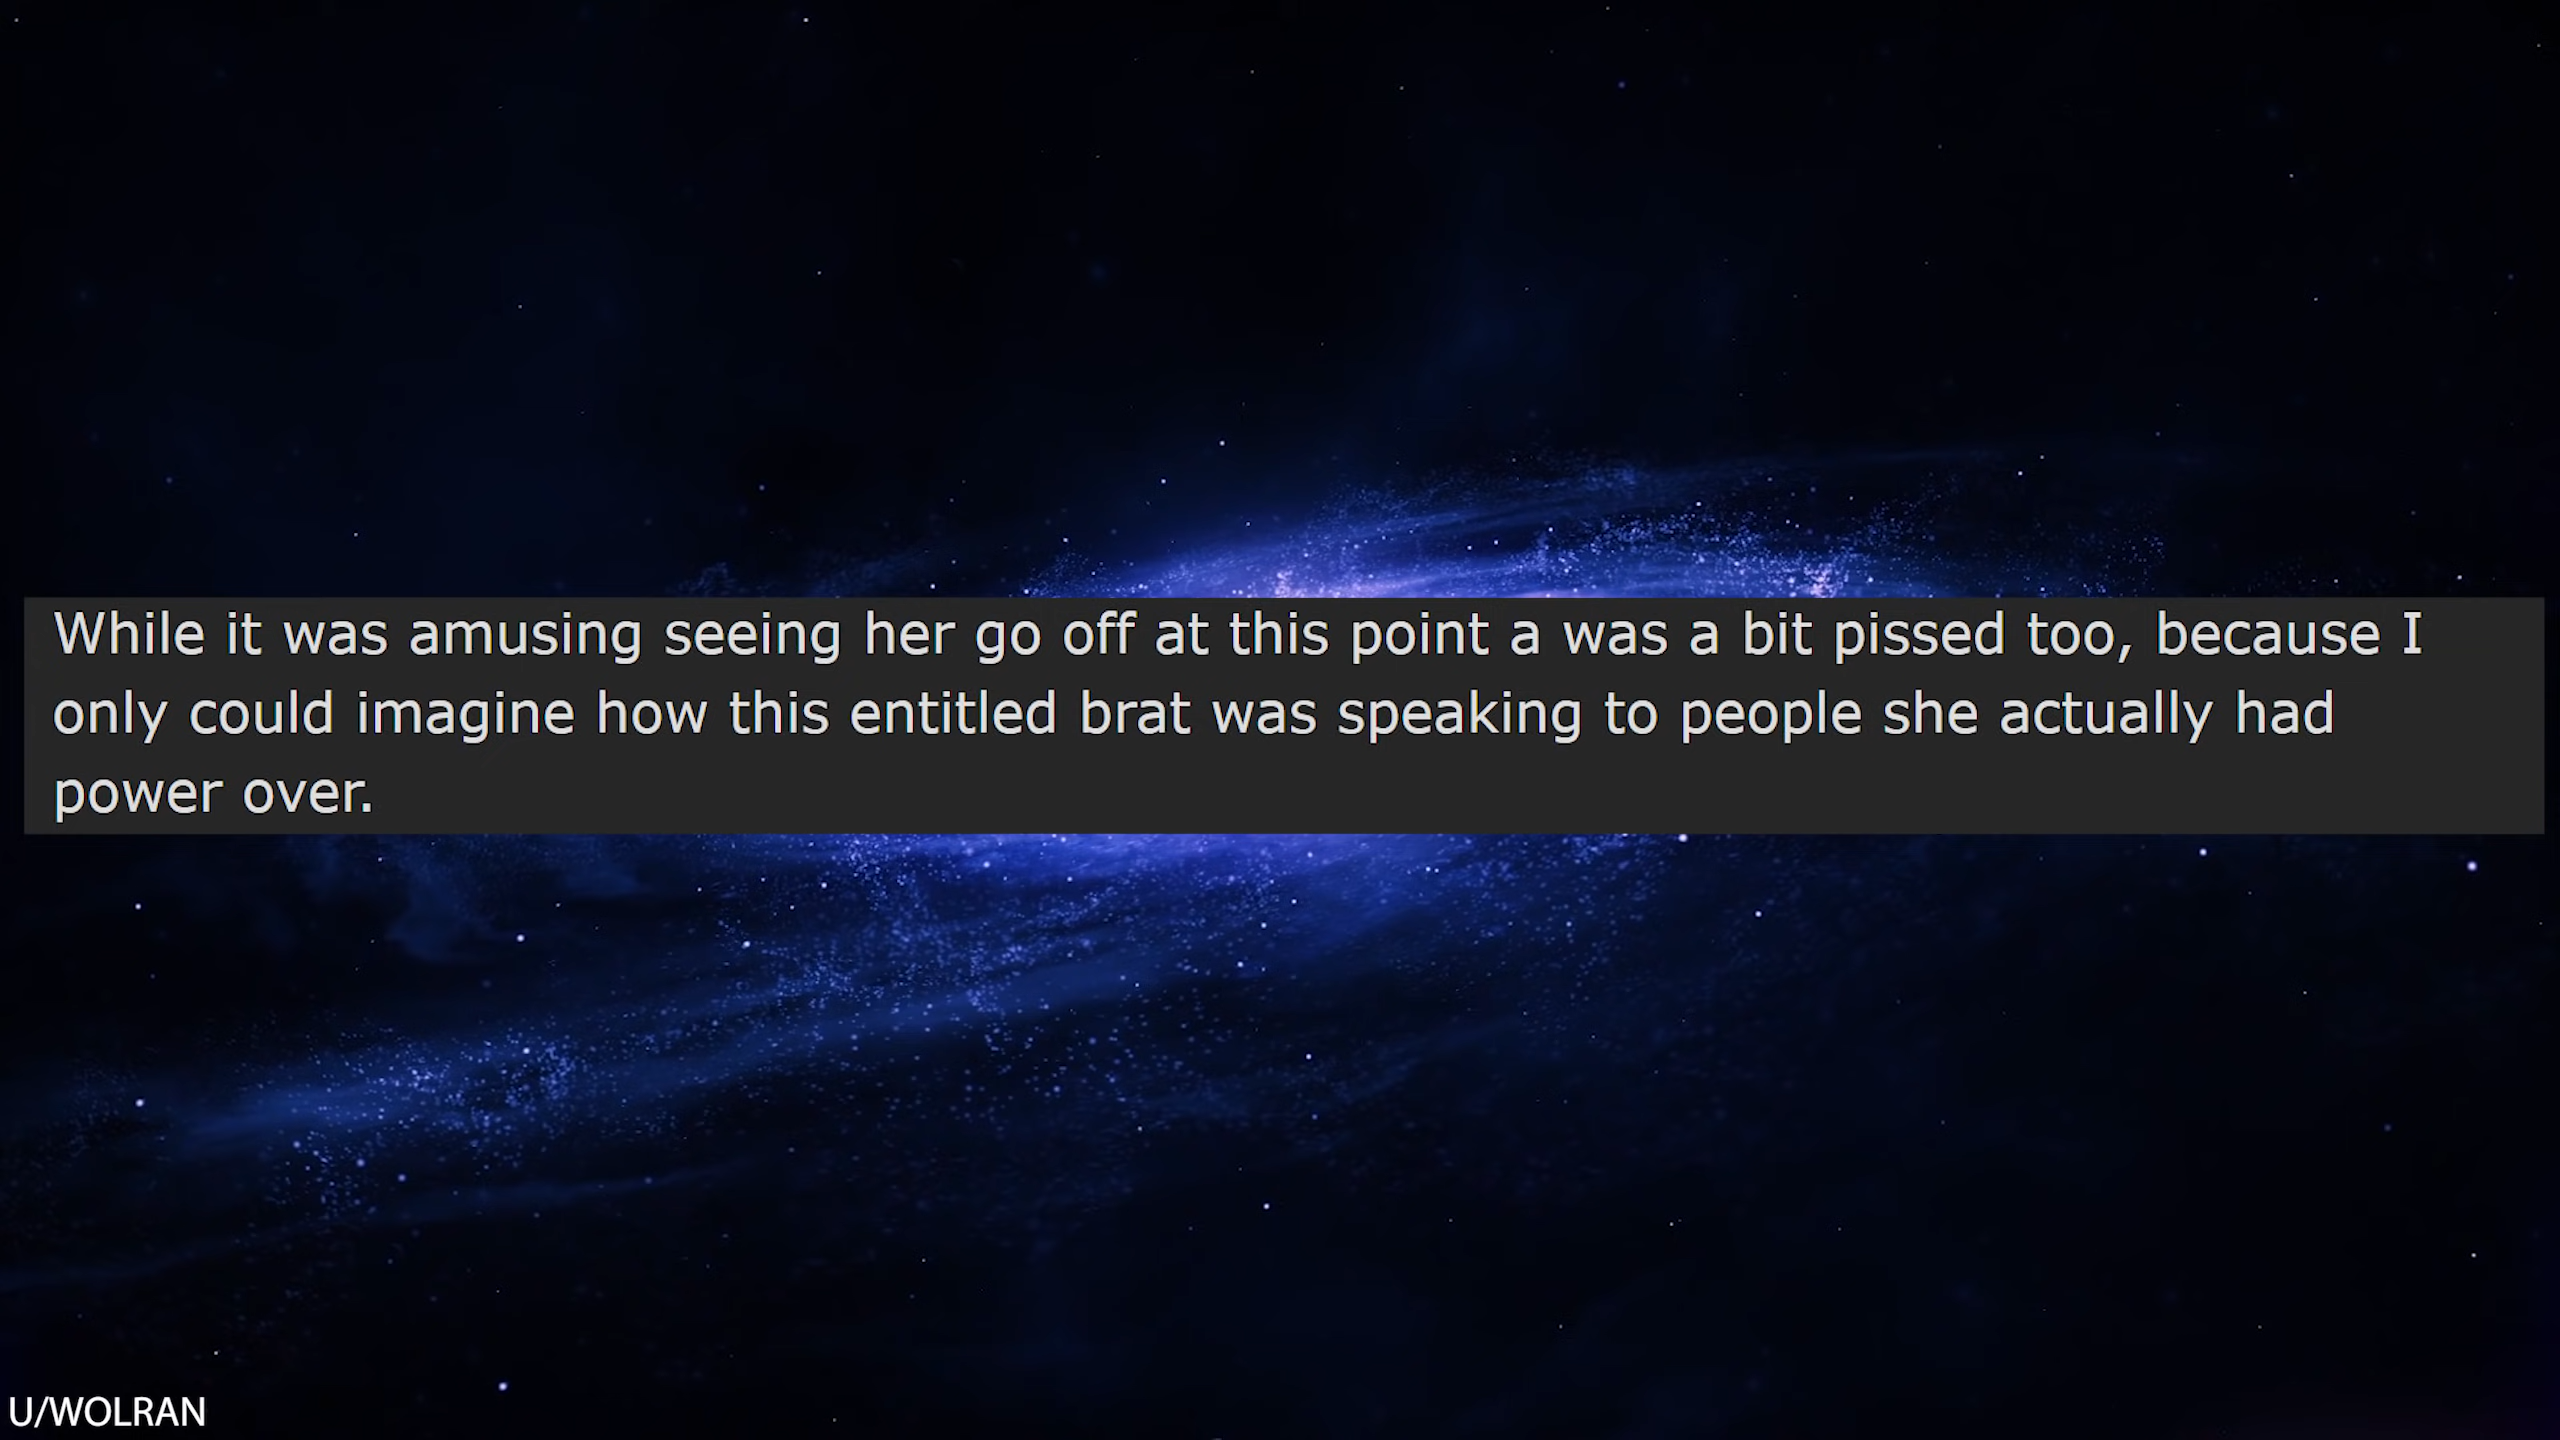 While it was amusing seeing her go off at this point a was a bit pissed too, because I
only could imagine how this entitled brat was speaking to people she actually had
power over.
U/WOLRAN